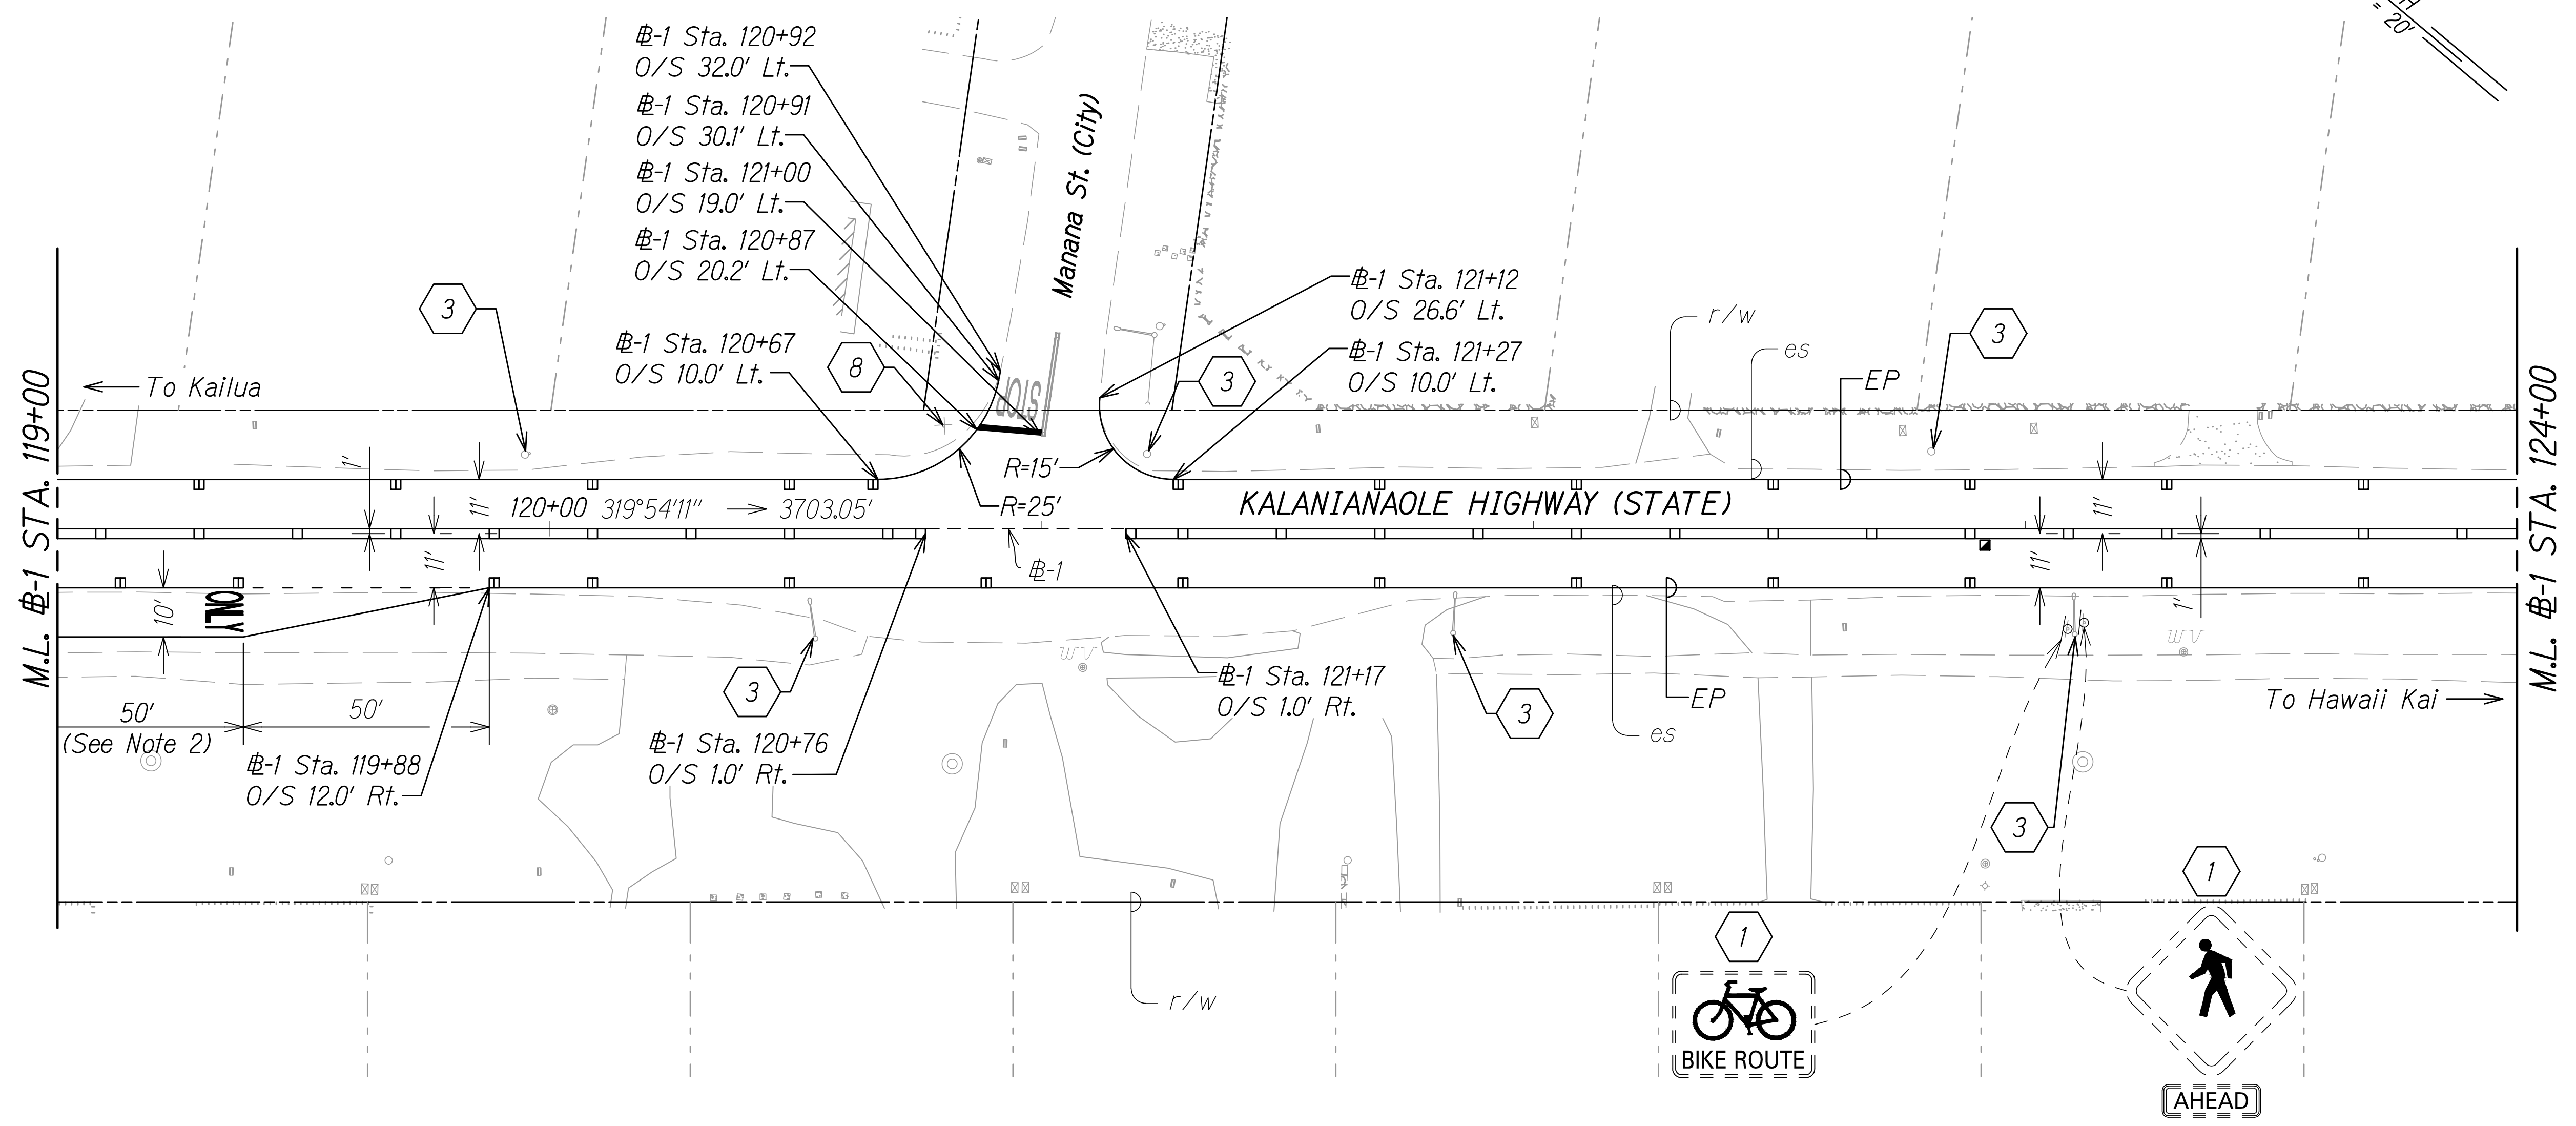 TH
= 20'
℄B-1 Sta. 120+92
O/S 32.0' Lt.
℄B-1 Sta. 120+91
O/S 30.1' Lt.
℄B-1 Sta. 121+00
O/S 19.0' Lt.
℄B-1 Sta. 120+87
O/S 20.2' Lt.
℄B-1 Sta. 120+67
O/S 10.0' Lt.
Manana St. (City)
℄B-1 Sta. 121+12
O/S 26.6' Lt.
℄B-1 Sta. 121+27
O/S 10.0' Lt.
3
8
3
3
r/w
es
EP
STOP
To Kailua
M.L. ℄B-1 STA. 119+00
M.L. ℄B-1 STA. 124+00
1'
11'
11'
120+00 319°54'11" 3703.05'
R=15'
R=25'
KALANIANAOLE HIGHWAY (STATE)
11'
11'
1'
℄B-1
10'
ONLY
50'
(See Note 2)
50'
℄B-1 Sta. 119+88
O/S 12.0' Rt.
3
℄B-1 Sta. 120+76
O/S 1.0' Rt.
WV
℄B-1 Sta. 121+17
O/S 1.0' Rt.
3
EP
es
WV
To Hawaii Kai
3
r/w
1
BIKE ROUTE
1
AHEAD